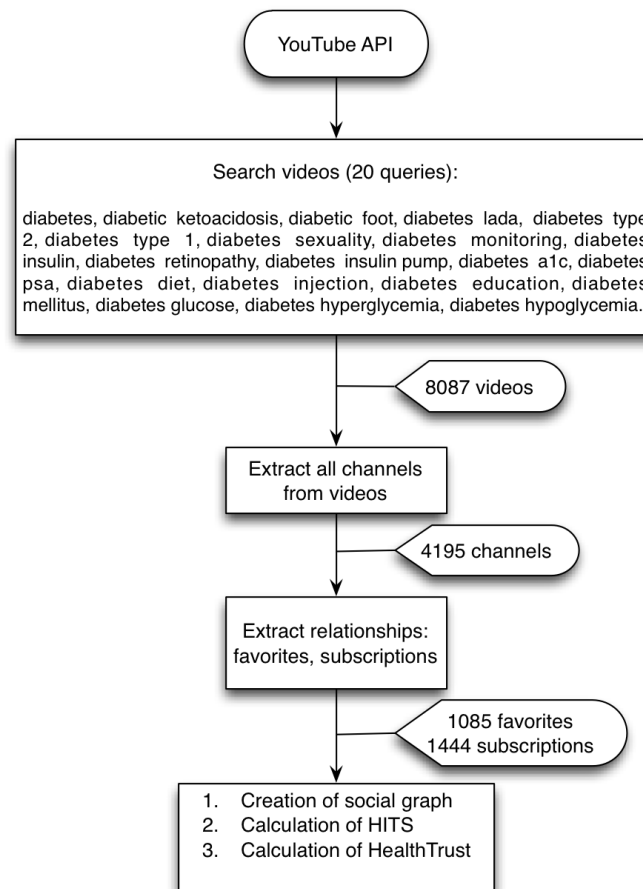 YouTube API
Search videos (20 queries):
diabetes, diabetic ketoacidosis, diabetic foot, diabetes lada, diabetes type
2, diabetes type 1, diabetes sexuality, diabetes monitoring, diabetes
insulin, diabetes retinopathy, diabetes insulin pump, diabetes a1c, diabetes
psa, diabetes diet, diabetes injection, diabetes education, diabetes
mellitus, diabetes glucose, diabetes hyperglycemia, diabetes hypoglycemia.
8087 videos
Extract all channels
from videos
4195 channels
Extract relationships:
favorites, subscriptions
1085 favorites
1444 subscriptions
1. Creation of social graph
2. Calculation of HITS
3. Calculation of HealthTrust